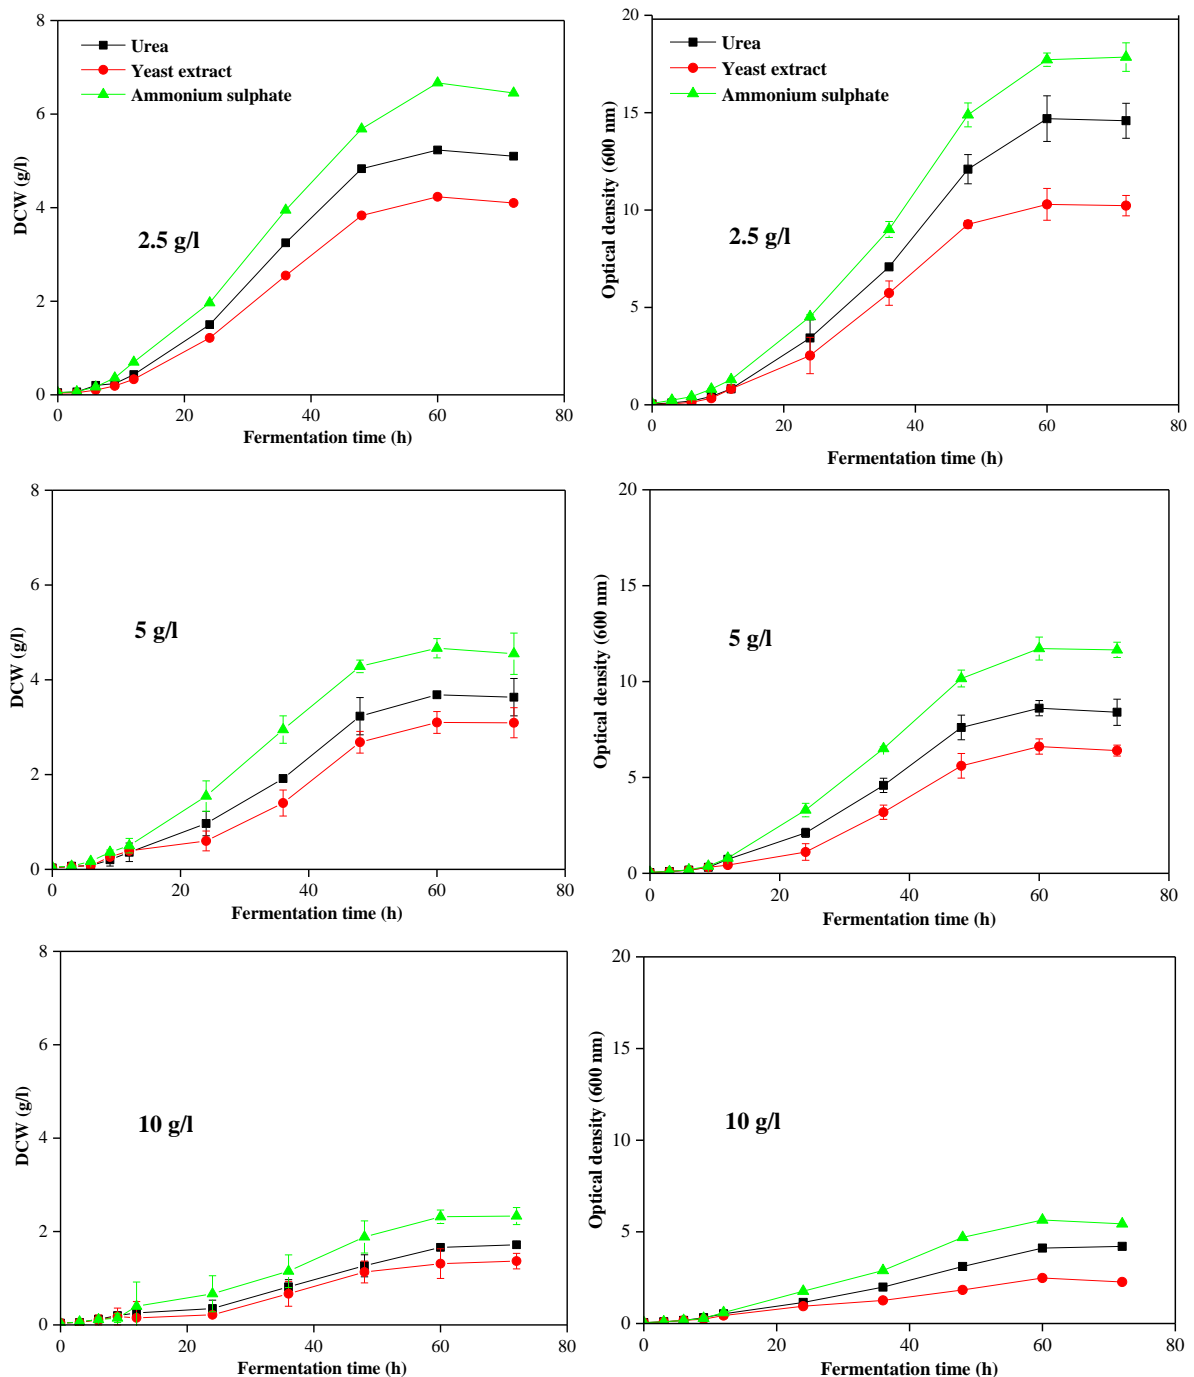 DCW (g/l)
8
6
4
2
0
Urea
Yeast extract
Ammonium sulphate
2.5 g/l
0 20 40 60 80
Fermentation time (h)
Optical density (600 nm)
20
15
10
5
0
Urea
Yeast extract
Ammonium sulphate
2.5 g/l
0 20 40 60 80
Fermentation time (h)
DCW (g/l)
8
6
4
2
0
5 g/l
0 20 40 60 80
Fermentation time (h)
Optical density (600 nm)
20
15
10
5
0
5 g/l
0 20 40 60 80
Fermentation time (h)
DCW (g/l)
8
6
4
2
0
10 g/l
0 20 40 60 80
Fermentation time (h)
Optical density (600 nm)
20
15
10
5
0
10 g/l
0 20 40 60 80
Fermentation time (h)